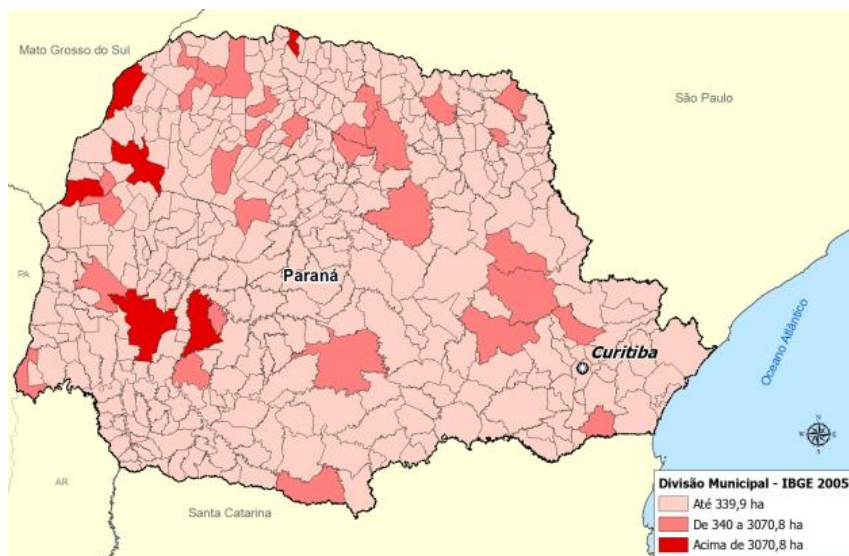 Mato Grosso do Sul
São Paulo
PA
Paraná
Curitiba
Oceano Atlântico
N
W E
S
AR
Santa Catarina
Divisão Municipal - IBGE 2005
Até 339,9 ha
De 340 a 3070,8 ha
Acima de 3070,8 ha